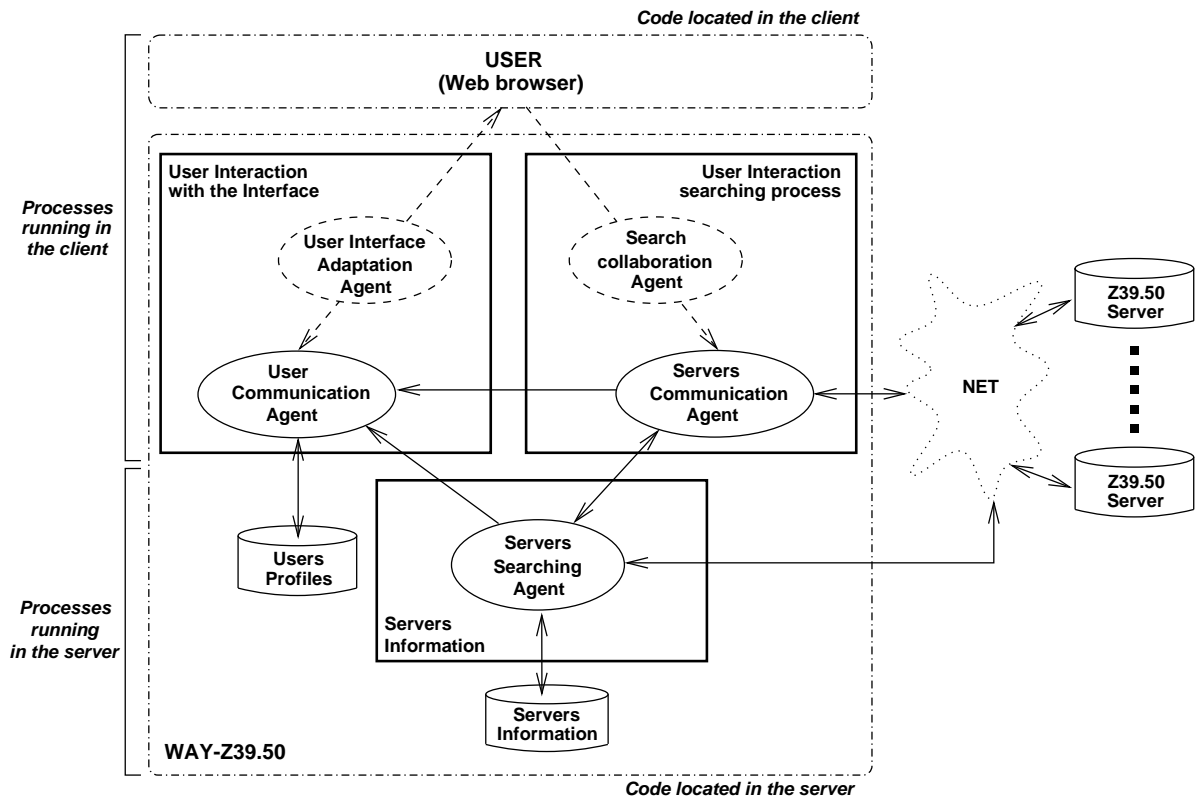 Code located in the client
USER
(Web browser)
User Interaction
with the Interface
User Interaction
searching process
Processes
running in
the client
User Interface
Adaptation
Agent
Search
collaboration
Agent
Z39.50
Server
User
Communication
Agent
Servers
Communication
Agent
NET
Z39.50
Server
Users
Profiles
Servers
Searching
Agent
Processes
running
in the server
Servers
Information
Servers
Information
WAY-Z39.50
Code located in the server